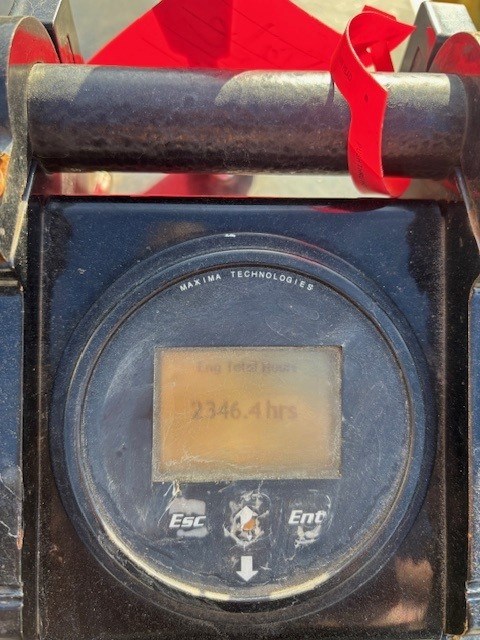 MAXIMA TECHNOLOGIES
Eng Total Hours
2346.4 hrs
Esc
Ent